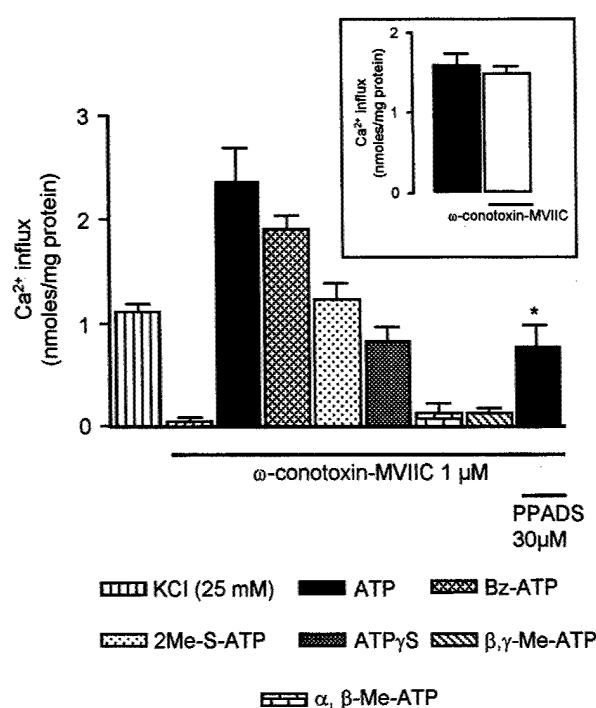 2
1
0
Ca²⁺ influx
(nmoles/mg protein)
ω-conotoxin-MVIIC
3
2
1
0
Ca²⁺ influx
(nmoles/mg protein)
*
ω-conotoxin-MVIIC 1 μM
PPADS
30μM
KCl (25 mM) ATP Bz-ATP
2Me-S-ATP ATPγS β,γ-Me-ATP
α, β-Me-ATP